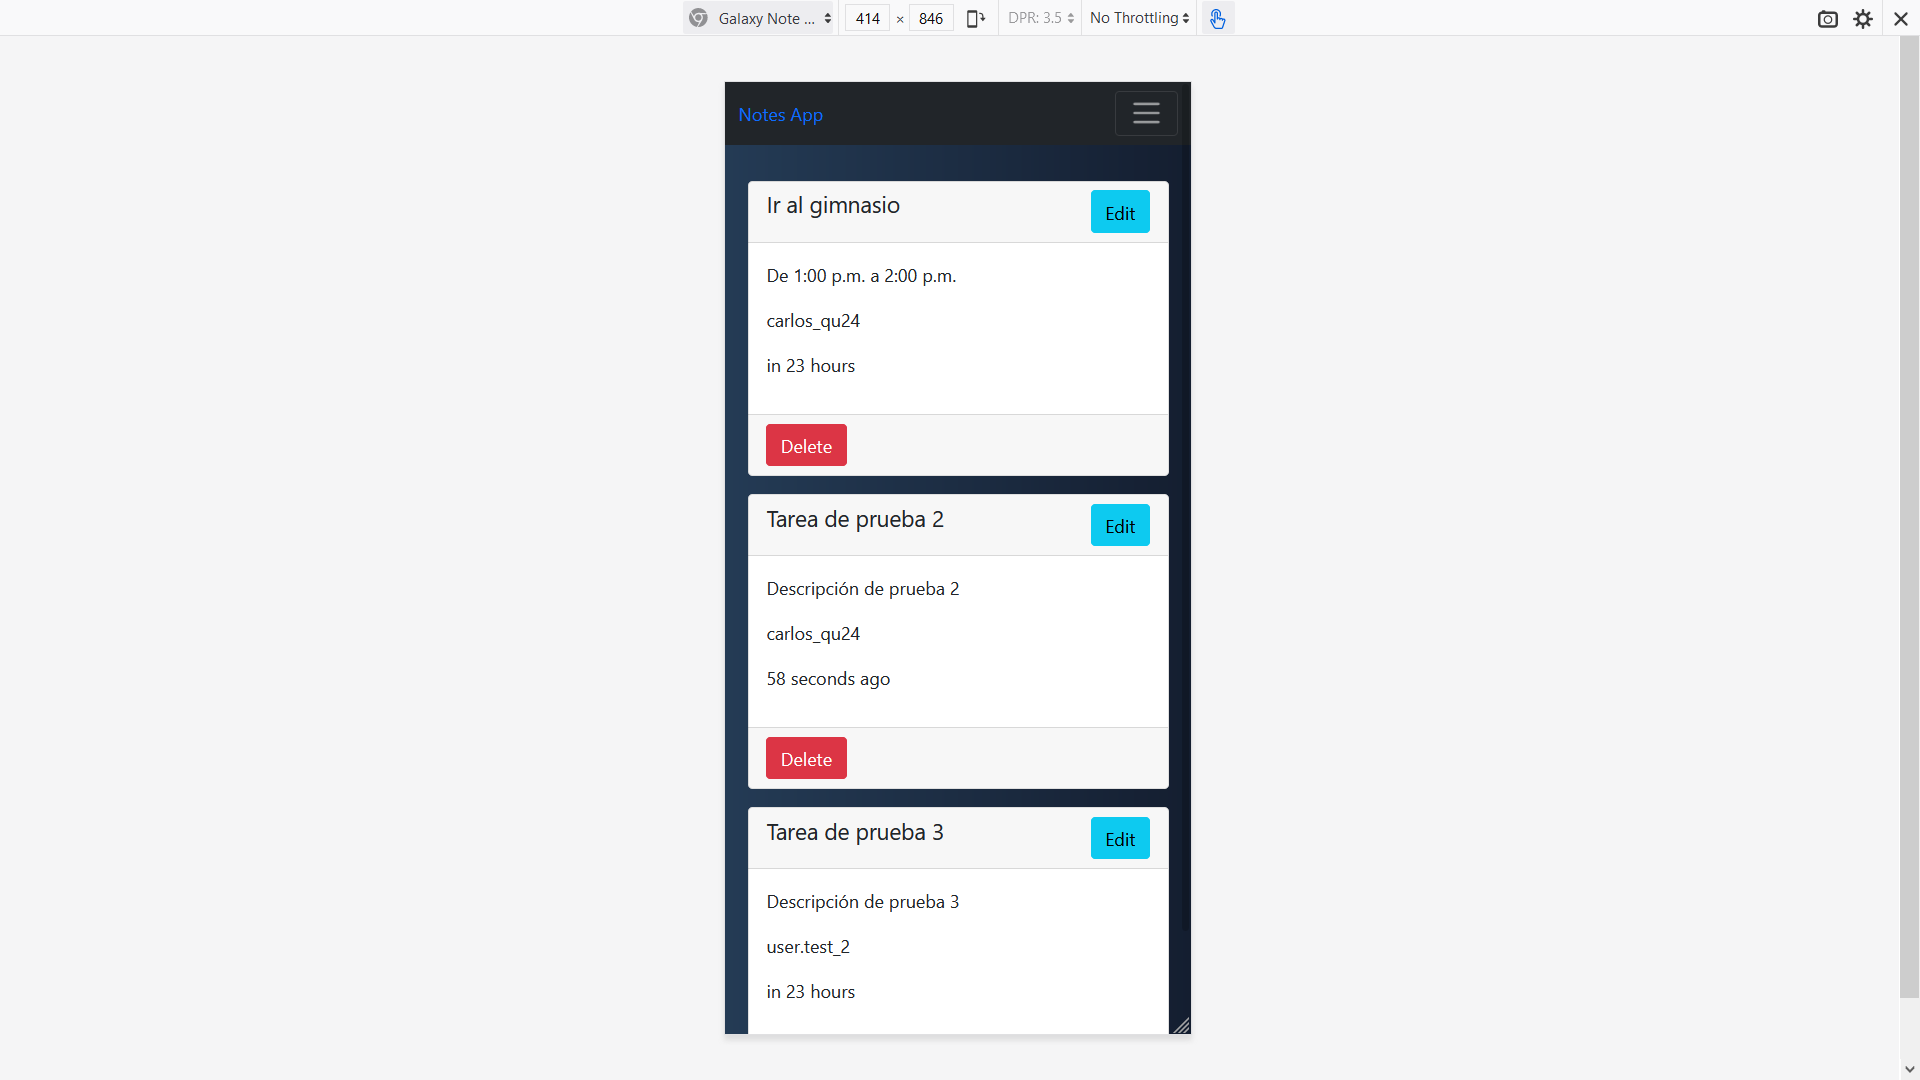 Galaxy Note ... 414 × 846 DPR: 3.5 No Throttling
Notes App
Ir al gimnasio Edit
De 1:00 p.m. a 2:00 p.m.
carlos_qu24
in 23 hours
Delete
Tarea de prueba 2 Edit
Descripción de prueba 2
carlos_qu24
58 seconds ago
Delete
Tarea de prueba 3 Edit
Descripción de prueba 3
user.test_2
in 23 hours